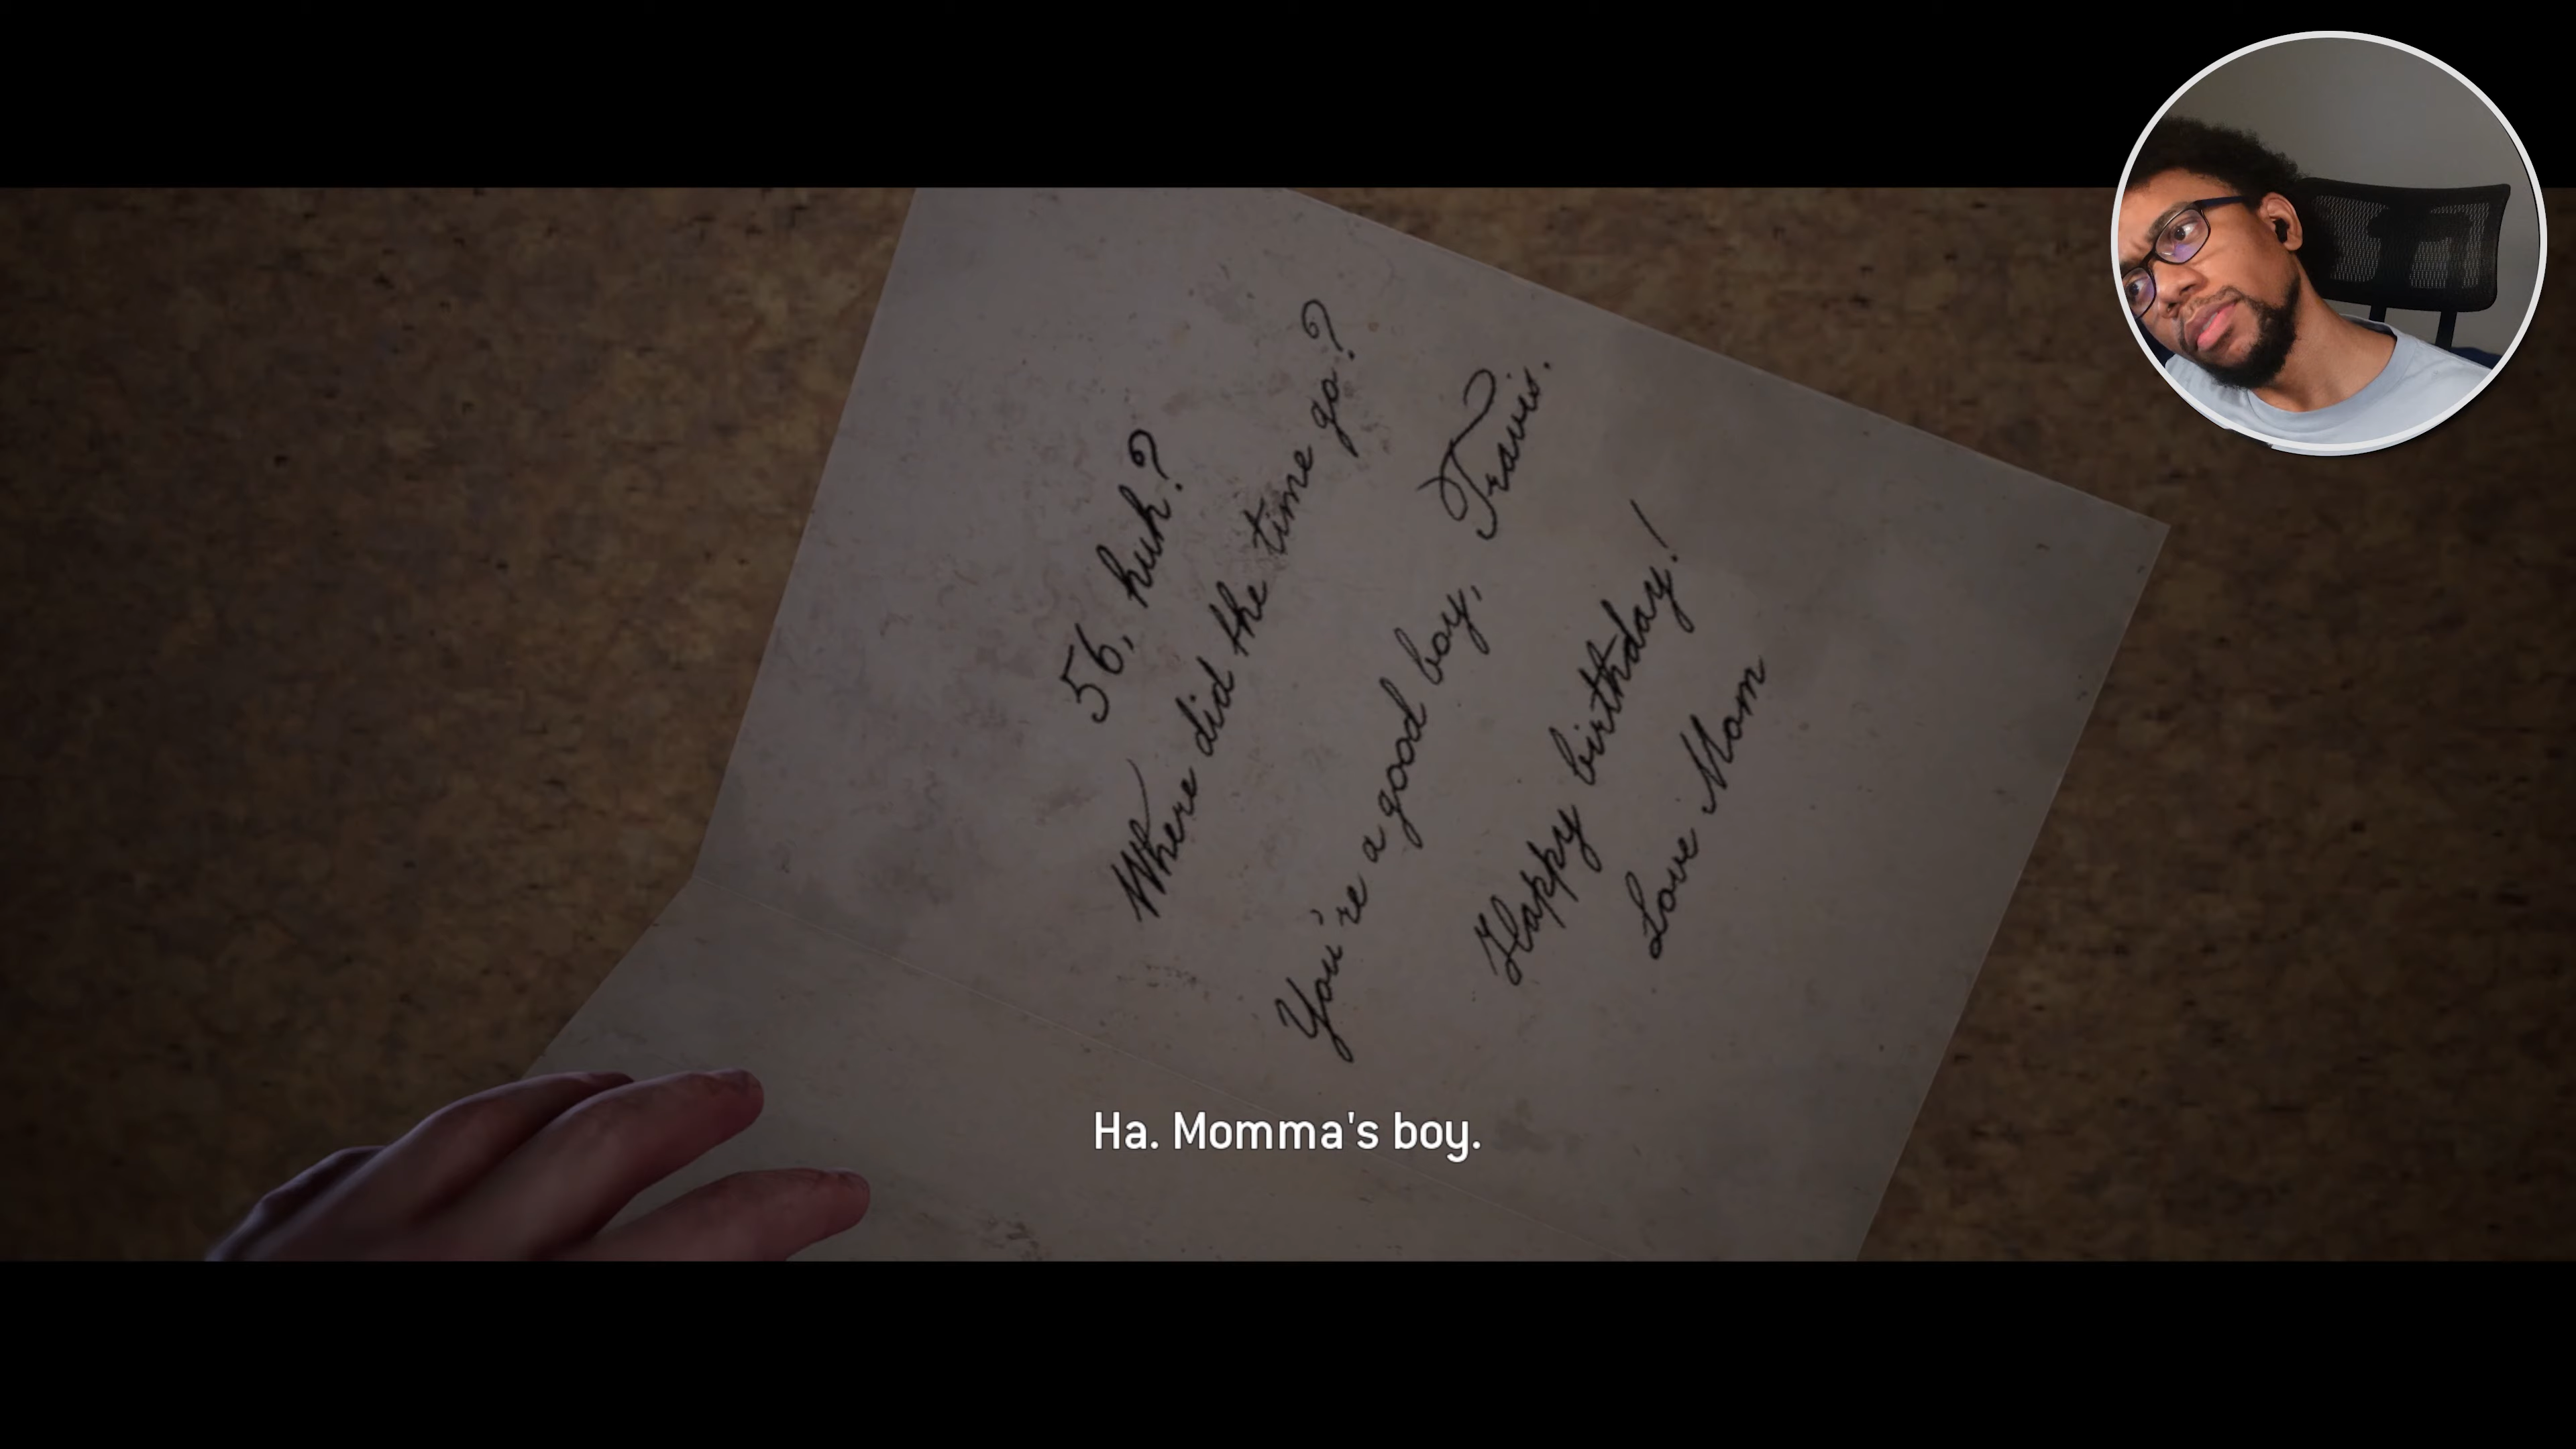 56, huh?
Where did the time go?
You're a good boy, Travis.
Happy birthday!
Love Mom
Ha. Momma's boy.